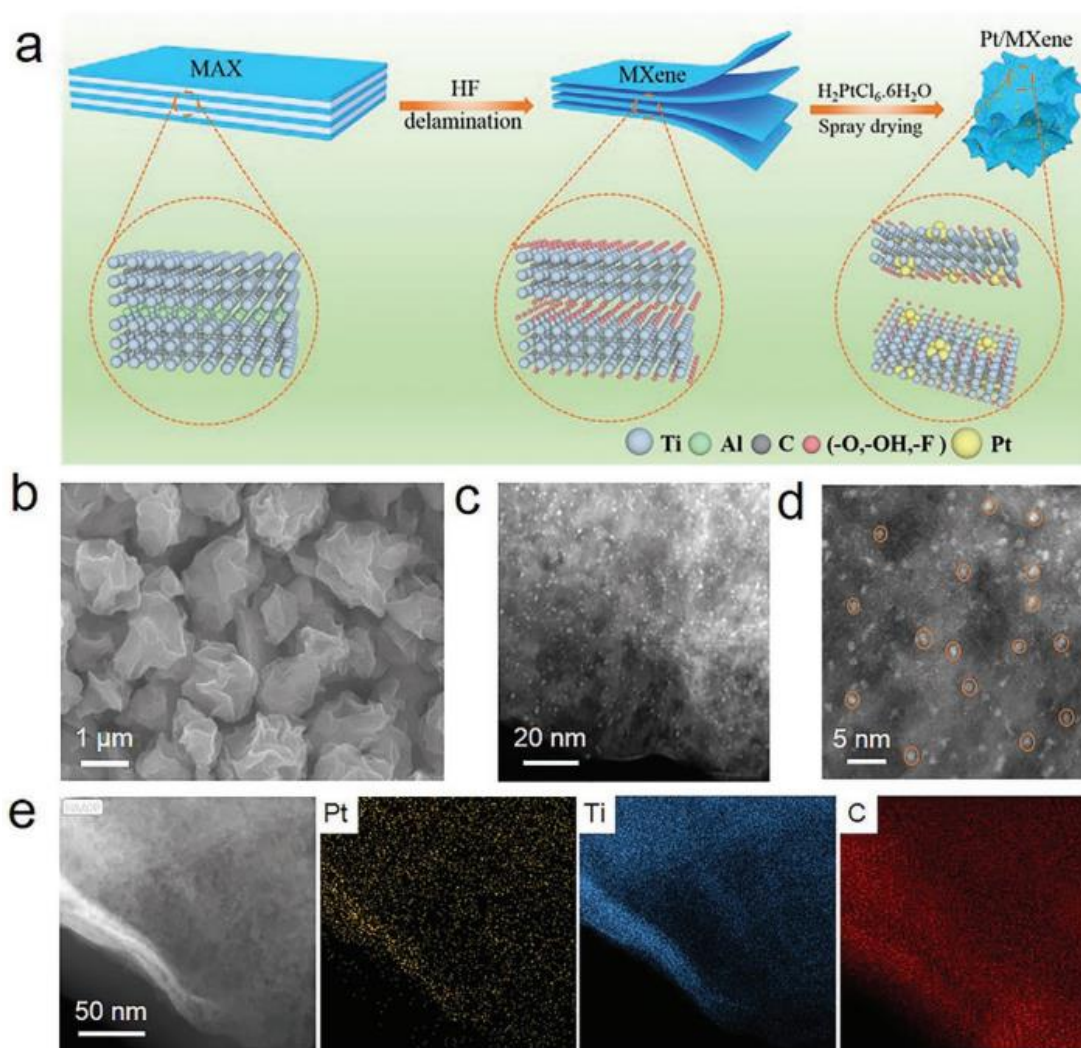 a
MAX
HF
delamination
MXene
H₂PtCl₆.6H₂O
Spray drying
Pt/MXene
Ti Al C (-O,-OH,-F) Pt
b
1 µm
c
20 nm
d
5 nm
e
50 nm
Pt
Ti
C